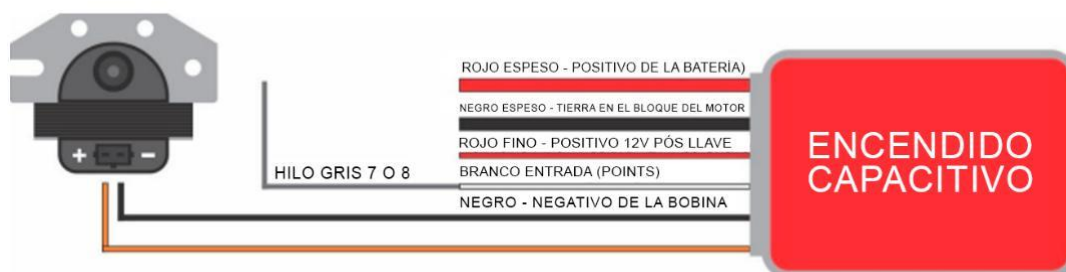 ROJO ESPESO - POSITIVO DE LA BATERÍA)
NEGRO ESPESO - TIERRA EN EL BLOQUE DEL MOTOR
ROJO FINO - POSITIVO 12V PÓS LLAVE
HILO GRIS 7 O 8
BRANCO ENTRADA (POINTS)
NEGRO - NEGATIVO DE LA BOBINA
+ -
ENCENDIDO
CAPACITIVO